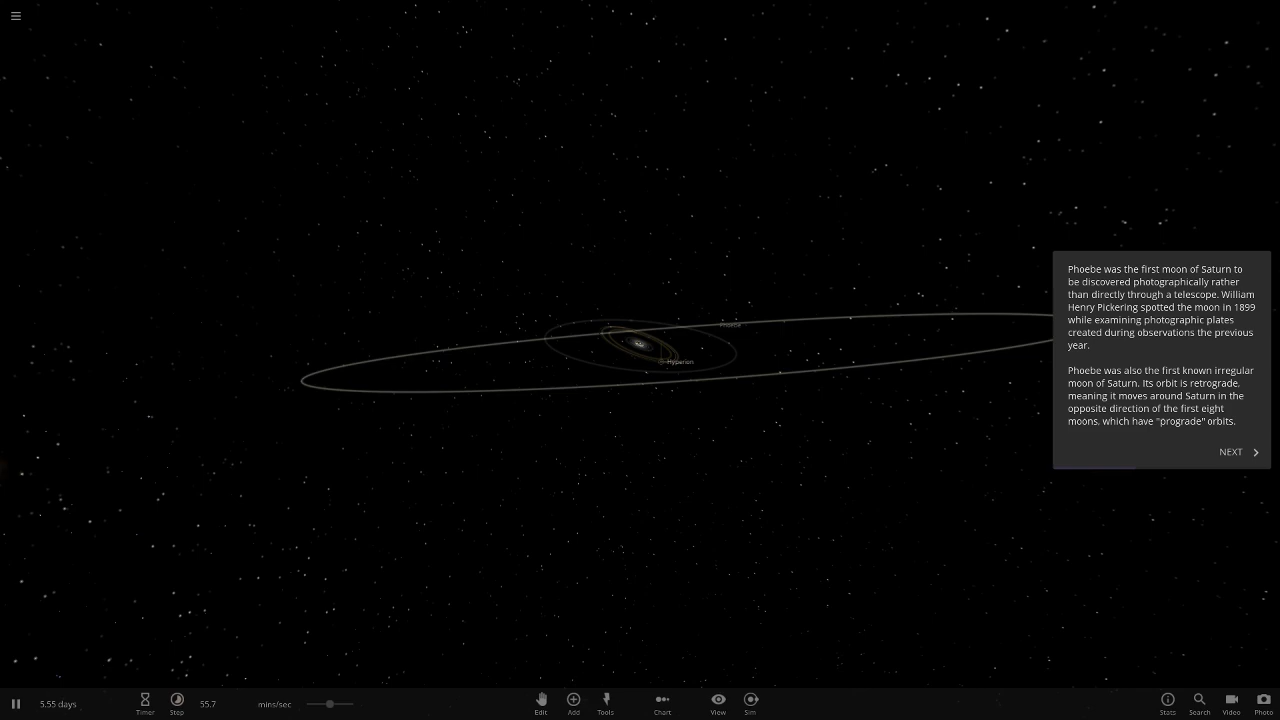 Phoebe was the first moon of Saturn to
be discovered photographically rather
than directly through a telescope. William
Henry Pickering spotted the moon in 1899
while examining photographic plates
created during observations the previous
year.
Phoebe was also the first known irregular
moon of Saturn. Its orbit is retrograde,
meaning it moves around Saturn in the
opposite direction of the first eight
moons, which have "prograde" orbits.
NEXT
Phoebe
Hyperion
5.55 days
Timer
Step
55.7
mins/sec
Edit
Add
Tools
Chart
View
Sim
Stats
Search
Video
Photo